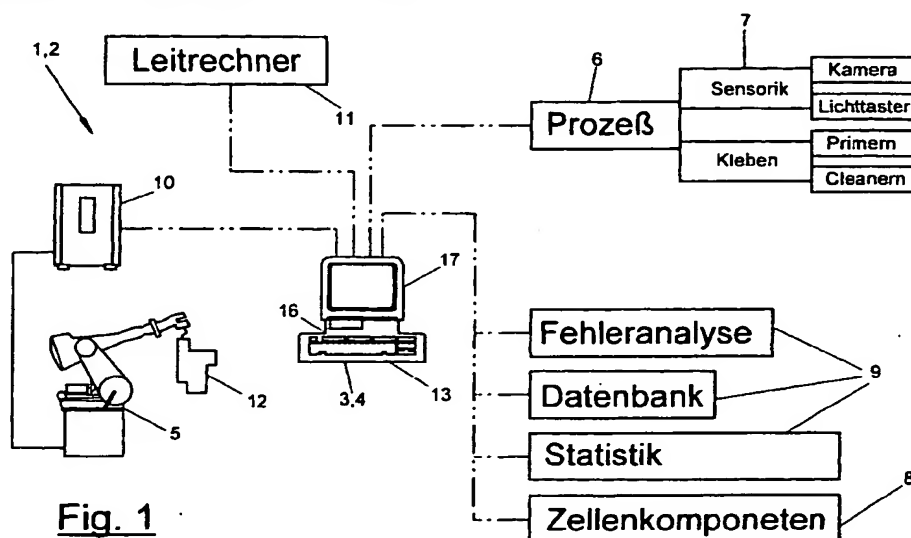 1,2
Leitrechner
11
6
7
Sensorik
Kamera
Lichttaster
Prozeß
Kleben
Primern
Cleanern
10
17
16
3,4
13
12
5
Fehleranalyse
Datenbank
9
Statistik
Zellenkomponeten
8
Fig. 1